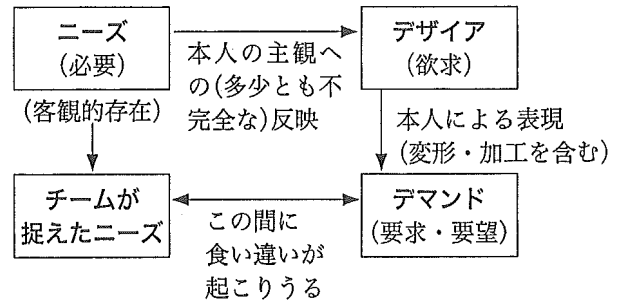 ニーズ
(必要)
本人の主観へ
の(多少とも不
完全な)反映
デザイア
(欲求)
(客観的存在)
本人による表現
(変形・加工を含む)
チームが
捉えたニーズ
この間に
食い違いが
起こりうる
デマンド
(要求・要望)